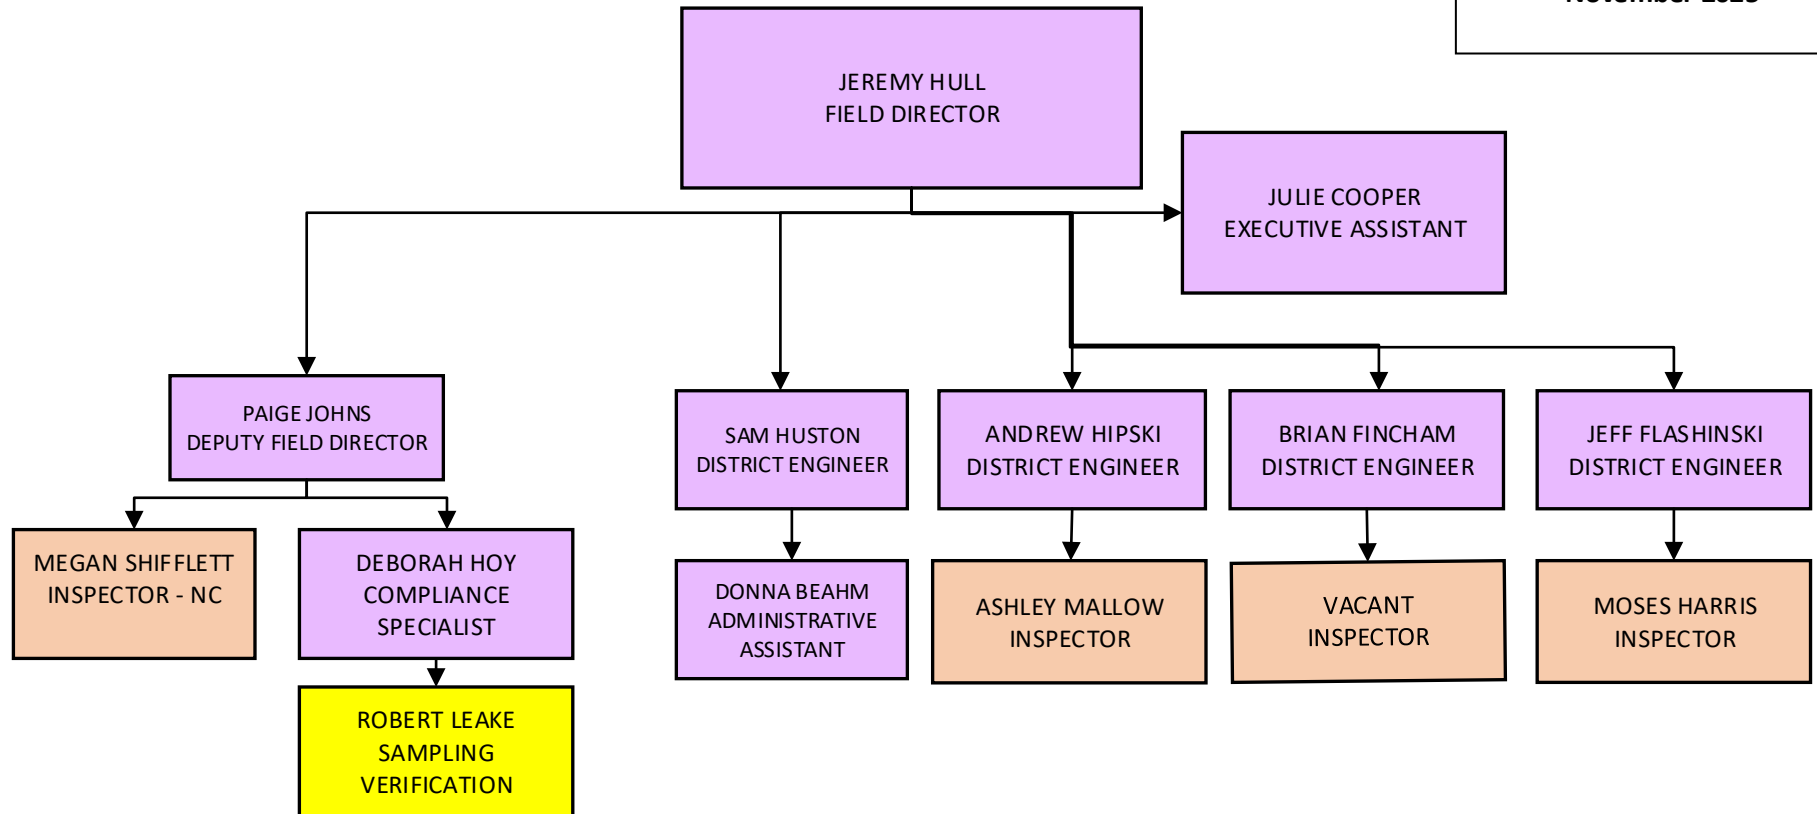 JEREMY HULL
FIELD DIRECTOR
JULIE COOPER
EXECUTIVE ASSISTANT
PAIGE JOHNS
DEPUTY FIELD DIRECTOR
SAM HUSTON
DISTRICT ENGINEER
ANDREW HIPSKI
DISTRICT ENGINEER
BRIAN FINCHAM
DISTRICT ENGINEER
JEFF FLASHINSKI
DISTRICT ENGINEER
MEGAN SHIFFLETT
INSPECTOR - NC
DEBORAH HOY
COMPLIANCE
SPECIALIST
DONNA BEAHM
ADMINISTRATIVE
ASSISTANT
ASHLEY MALLOW
INSPECTOR
VACANT
INSPECTOR
MOSES HARRIS
INSPECTOR
ROBERT LEAKE
SAMPLING
VERIFICATION